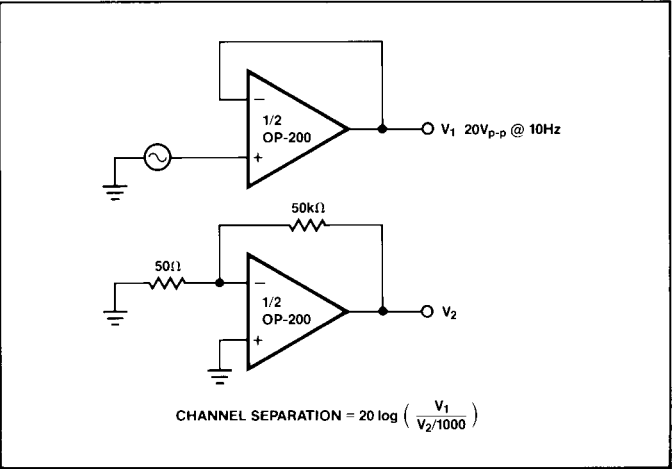 1/2
OP-200
−
+
V₁ 20Vp-p @ 10Hz
50kΩ
50Ω
−
1/2
OP-200
+
V₂
CHANNEL SEPARATION = 20 log ( V₁ / V₂/1000 )